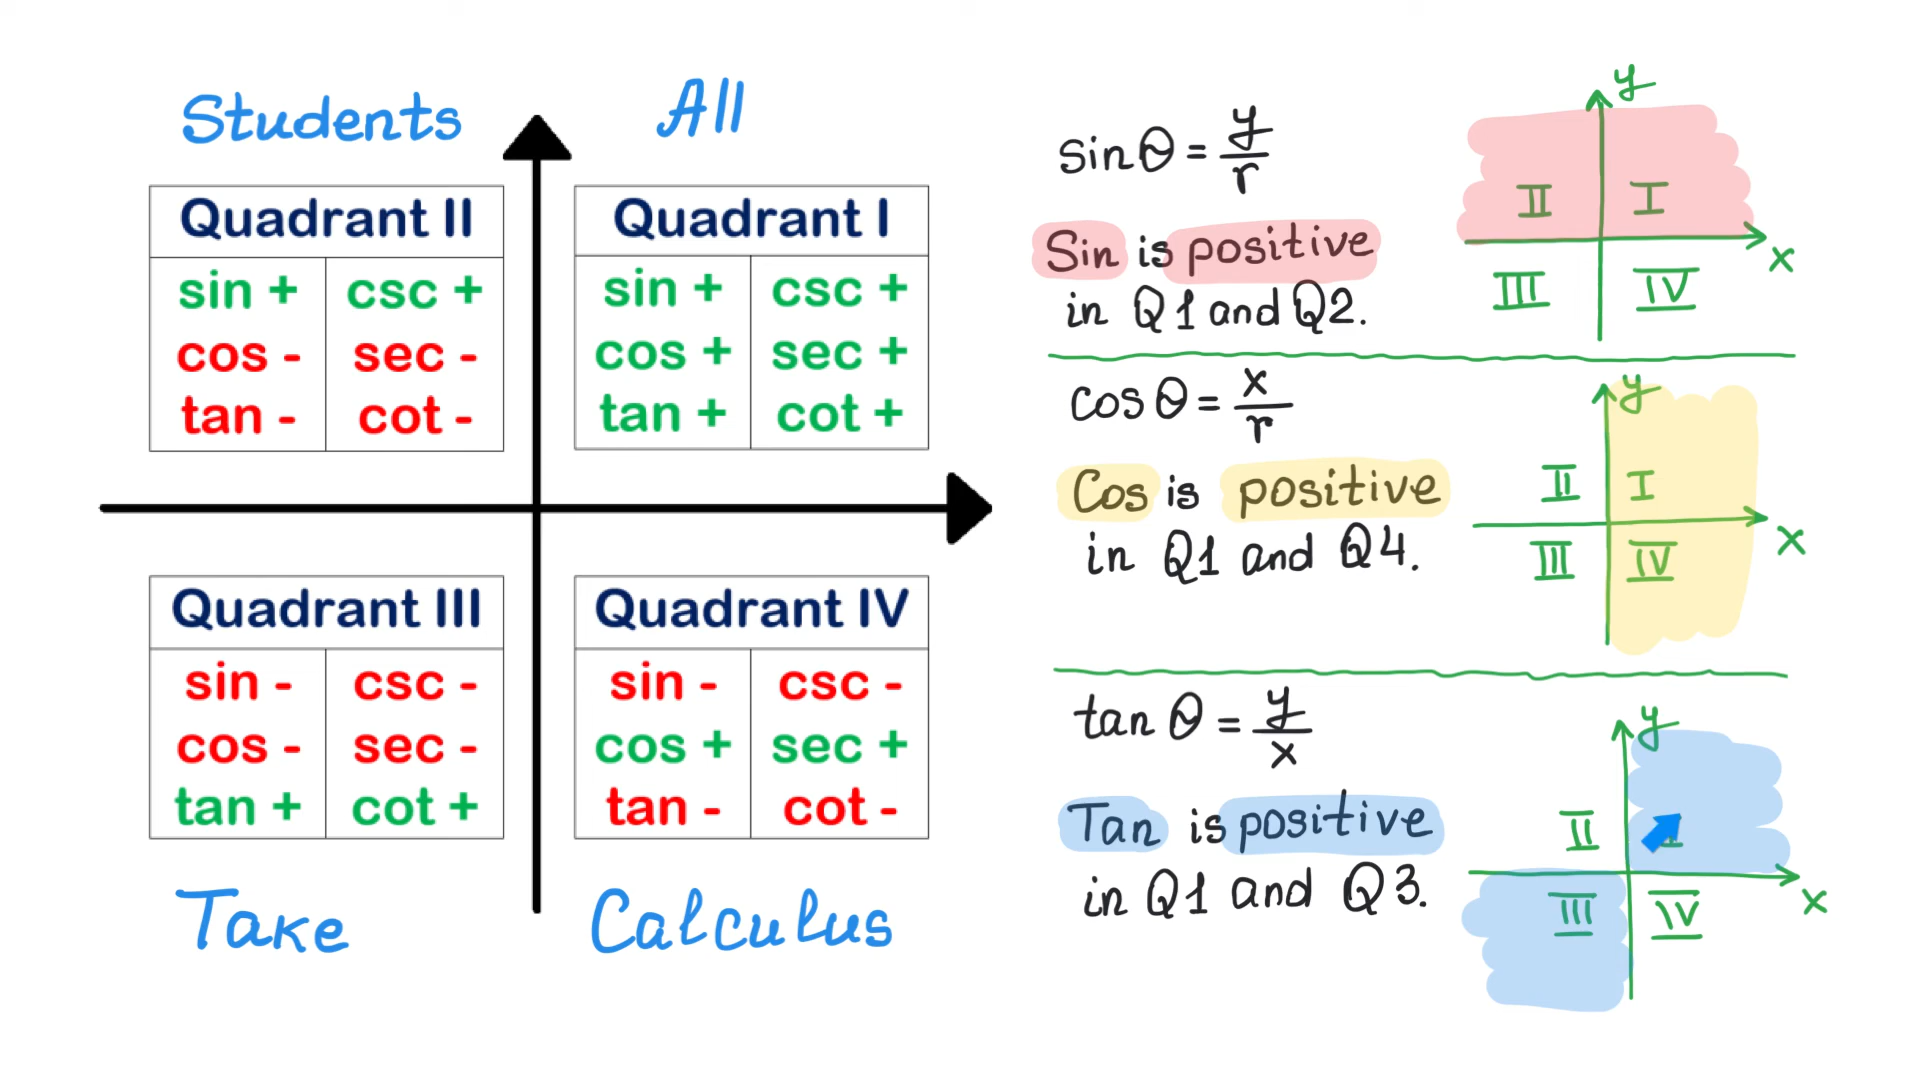 Students
All
Quadrant II
sin + csc +
cos - sec -
tan - cot -
Quadrant I
sin + csc +
cos + sec +
tan + cot +
Quadrant III
sin - csc -
cos - sec -
tan + cot +
Quadrant IV
sin - csc -
cos + sec +
tan - cot -
Take
Calculus
sin θ = y/r
Sin is positive
in Q1 and Q2.
y
II I
x
III IV
cos θ = x/r
Cos is positive
in Q1 and Q4.
y
II I
x
III IV
tan θ = y/x
Tan is positive
in Q1 and Q3.
y
II I
x
III IV